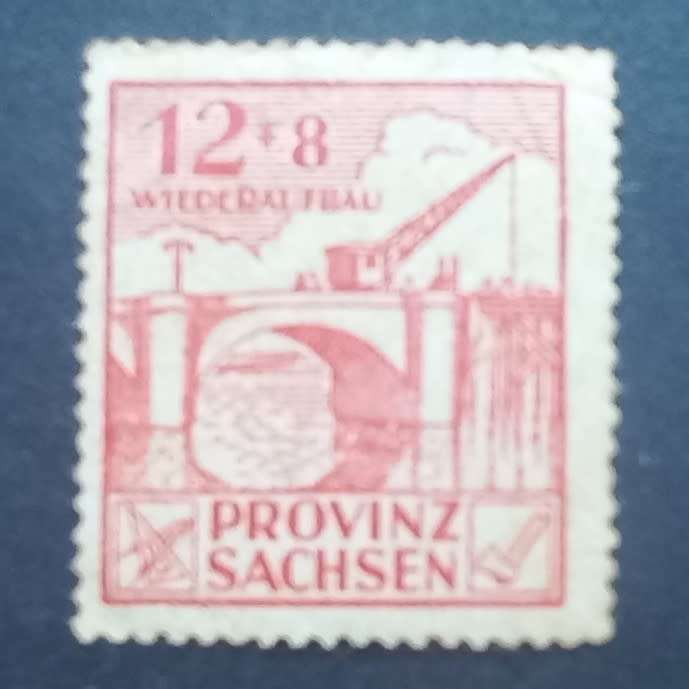 12+8
WIEDERAUFBAU
PROVINZ
SACHSEN